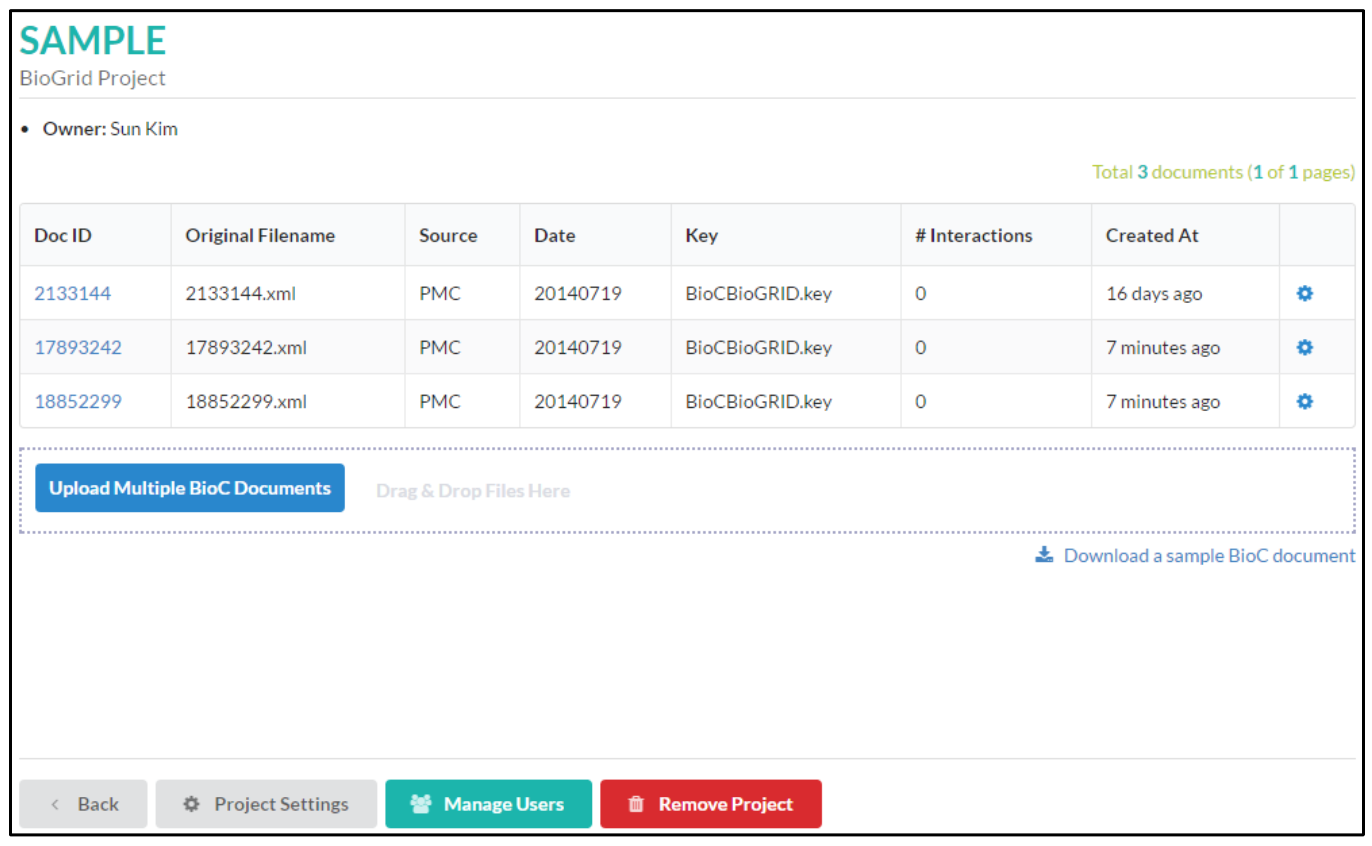 SAMPLE
BioGrid Project
• Owner: Sun Kim
Total 3 documents (1 of 1 pages)
Doc ID Original Filename Source Date Key # Interactions Created At
2133144 2133144.xml PMC 20140719 BioCBioGRID.key 0 16 days ago
17893242 17893242.xml PMC 20140719 BioCBioGRID.key 0 7 minutes ago
18852299 18852299.xml PMC 20140719 BioCBioGRID.key 0 7 minutes ago
Upload Multiple BioC Documents Drag & Drop Files Here
Download a sample BioC document
Back Project Settings Manage Users Remove Project